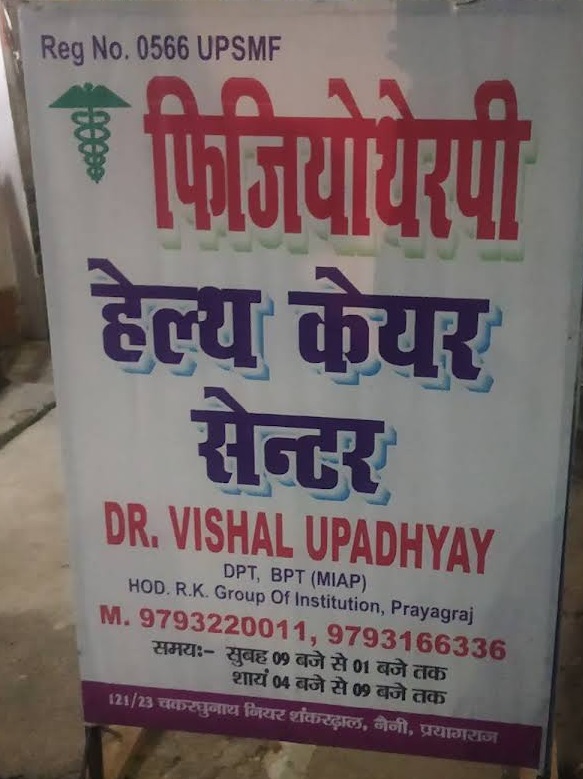 Reg No. 0566 UPSMF
फिजियोथेरपी
हेल्थ केयर
सेन्टर
DR. VISHAL UPADHYAY
DPT, BPT (MIAP)
HOD. R.K. Group Of Institution, Prayagraj
M. 9793220011, 9793166336
समयः- सुबह 09 बजे से 01 बजे तक
शायं 04 बजे से 09 बजे तक
121/23 चकरघुनाथ नियर शंकरढ़ाल, नैनी, प्रयागराज